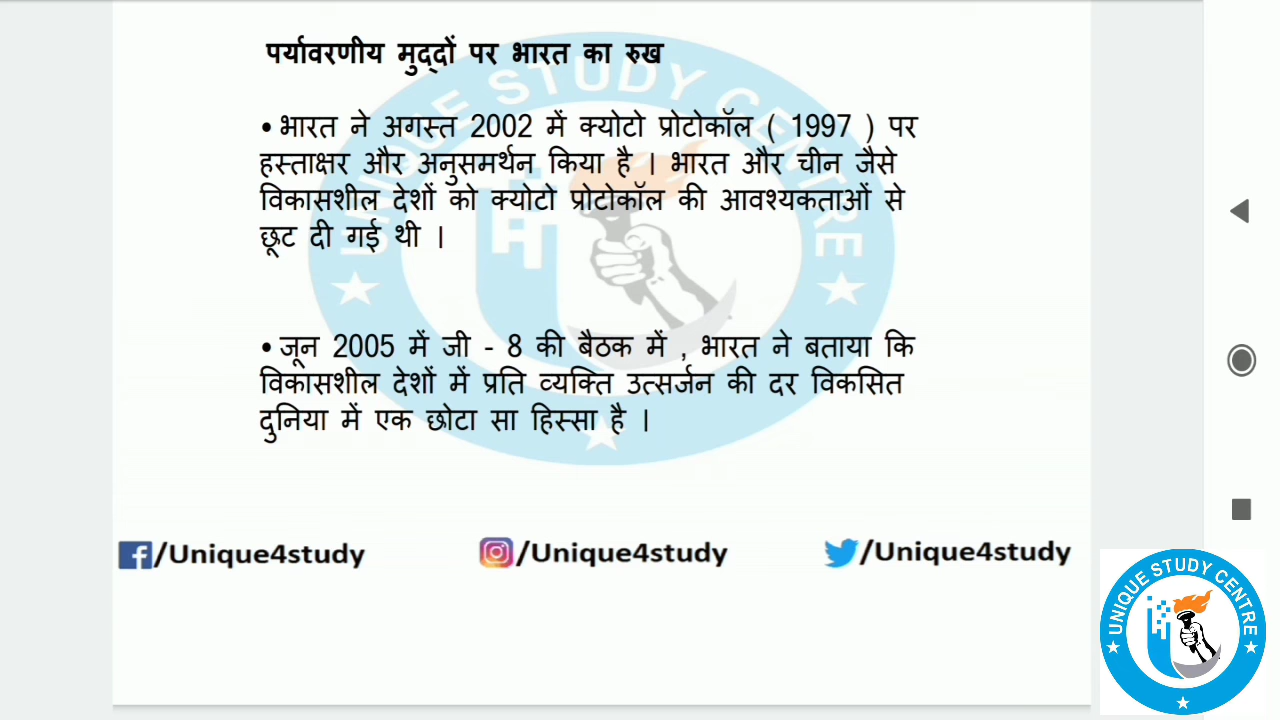 पर्यावरणीय मुद्दों पर भारत का रुख
• भारत ने अगस्त 2002 में क्योटो प्रोटोकॉल ( 1997 ) पर
हस्ताक्षर और अनुसमर्थन किया है । भारत और चीन जैसे
विकासशील देशों को क्योटो प्रोटोकॉल की आवश्यकताओं से
छूट दी गई थी ।
• जून 2005 में जी - 8 की बैठक में , भारत ने बताया कि
विकासशील देशों में प्रति व्यक्ति उत्सर्जन की दर विकसित
दुनिया में एक छोटा सा हिस्सा है ।
/Unique4study /Unique4study /Unique4study
UNIQUE STUDY CENTRE
UNIQUE STUDY CENTRE